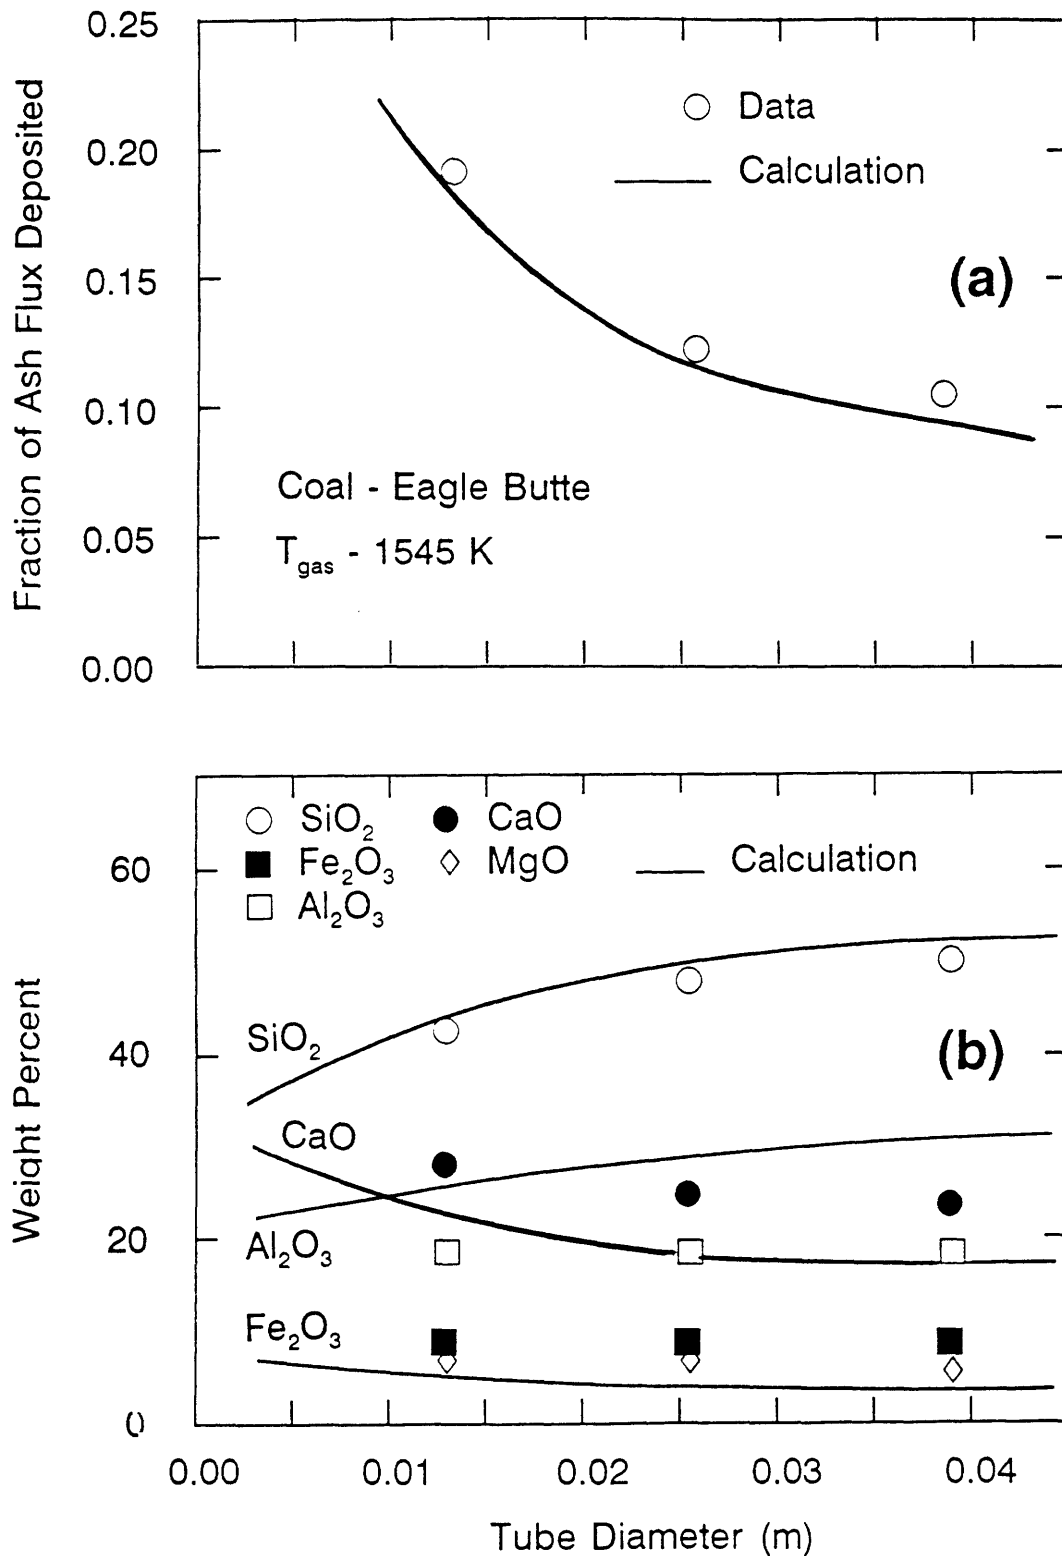 0.25
0.20
0.15
0.10
0.05
0.00
Fraction of Ash Flux Deposited
Data
Calculation
(a)
Coal - Eagle Butte
T_gas - 1545 K
SiO₂
CaO
Fe₂O₃
MgO
Calculation
Al₂O₃
60
40
20
0
Weight Percent
SiO₂
(b)
CaO
Al₂O₃
Fe₂O₃
0.00
0.01
0.02
0.03
0.04
Tube Diameter (m)